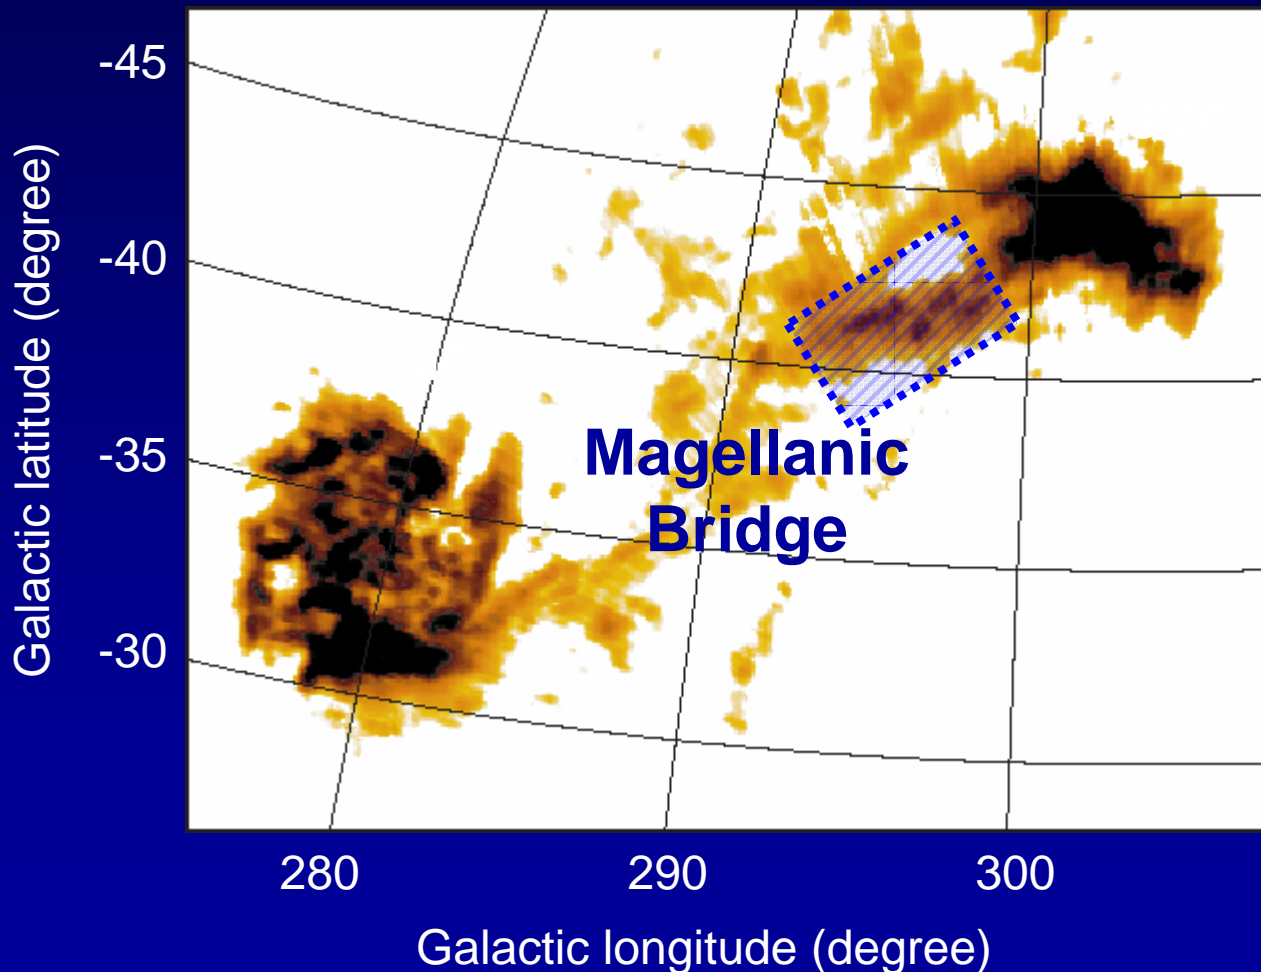 -45
-40
-35
-30
Galactic latitude (degree)
Magellanic
Bridge
280 290 300
Galactic longitude (degree)